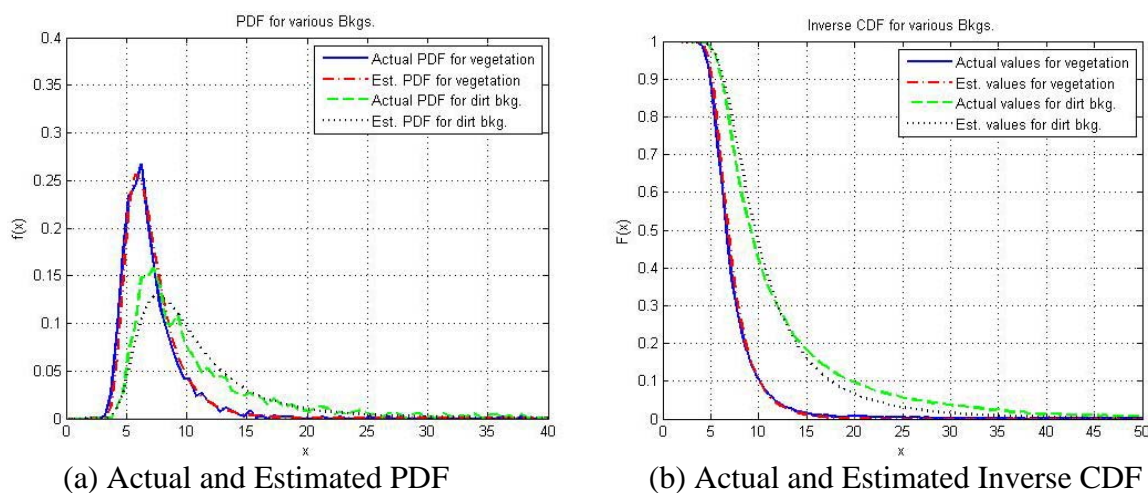 PDF for various Bkgs.
0.4
0.35
0.3
0.25
0.2
0.15
0.1
0.05
0
f(x)
Actual PDF for vegetation
Est. PDF for vegetation
Actual PDF for dirt bkg.
Est. PDF for dirt bkg.
0 5 10 15 20 25 30 35 40
x
(a) Actual and Estimated PDF
Inverse CDF for various Bkgs.
1
0.9
0.8
0.7
0.6
0.5
0.4
0.3
0.2
0.1
0
F(x)
Actual values for vegetation
Est. values for vegetation
Actual values for dirt bkg.
Est. values for dirt bkg.
0 5 10 15 20 25 30 35 40 45 50
x
(b) Actual and Estimated Inverse CDF